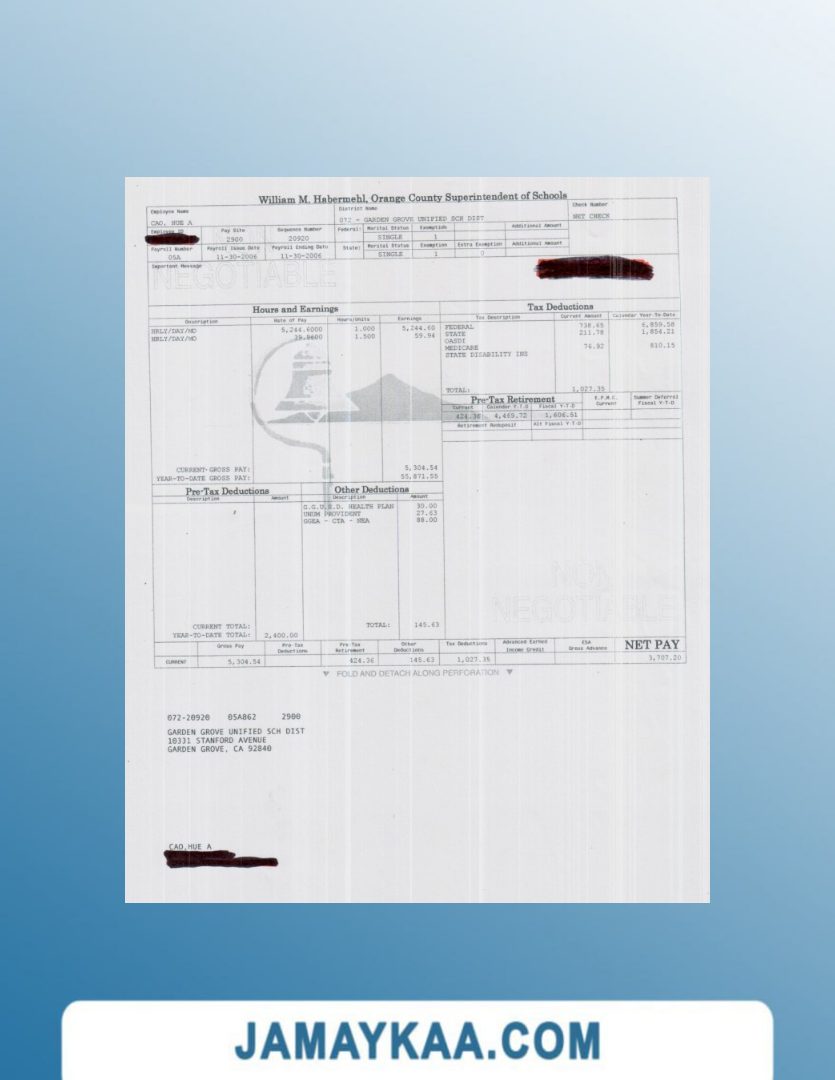 William M. Habermehl, Orange County Superintendent of Schools
Employee Name
District Name
Check Number
CAO, HUE A
072 - GARDEN GROVE UNIFIED SCH DIST
NET CHECK
Employee ID
Pay Site
Sequence Number
Federal:
Marital Status
Exemption
Additional Amount
2900
20920
SINGLE
1
Payroll Number
Payroll Issue Date
Payroll Ending Date
State:
Marital Status
Exemption
Extra Exemption
Additional Amount
05A
11-30-2006
11-30-2006
SINGLE
1
0
Important Message
NEGOTIABLE
Hours and Earnings
Description
Rate of Pay
Hours/Units
Earnings
HRLY/DAY/MO
5,244.6000
1.000
5,244.60
HRLY/DAY/MO
39.9600
1.500
59.94
CURRENT GROSS PAY:
5,304.54
YEAR-TO-DATE GROSS PAY:
55,871.55
Tax Deductions
Tax Description
Current Amount
Calendar Year-To-Date
FEDERAL
738.65
6,859.58
STATE
211.78
1,854.21
OASDI
MEDICARE
76.92
810.15
STATE DISABILITY INS
TOTAL:
1,027.35
Pre-Tax Retirement
Current
Calendar Y-T-D
Fiscal Y-T-D
Current
Summer Deferral
Fiscal Y-T-D
424.36
4,469.72
1,606.51
Retirement Redeposit
Alt Fiscal Y-T-D
Pre-Tax Deductions
Description
Amount
CURRENT TOTAL:
YEAR-TO-DATE TOTAL:
2,400.00
Other Deductions
Description
Amount
G.G.U.S.D. HEALTH PLAN
30.00
UNUM PROVIDENT
27.63
GGEA - CTA - NEA
88.00
TOTAL:
145.63
NON
NEGOTIABLE
Gross Pay
Pre-Tax
Deductions
Pre-Tax
Retirement
Other
Deductions
Tax Deductions
Advanced Earned
Income Credit
ESA
Gross Advance
NET PAY
CURRENT
5,304.54
424.36
145.63
1,027.35
3,707.20
▼ FOLD AND DETACH ALONG PERFORATION ▼
072-20920 05A862 2900
GARDEN GROVE UNIFIED SCH DIST
10331 STANFORD AVENUE
GARDEN GROVE, CA 92840
CAO,HUE A
JAMAYKAA.COM